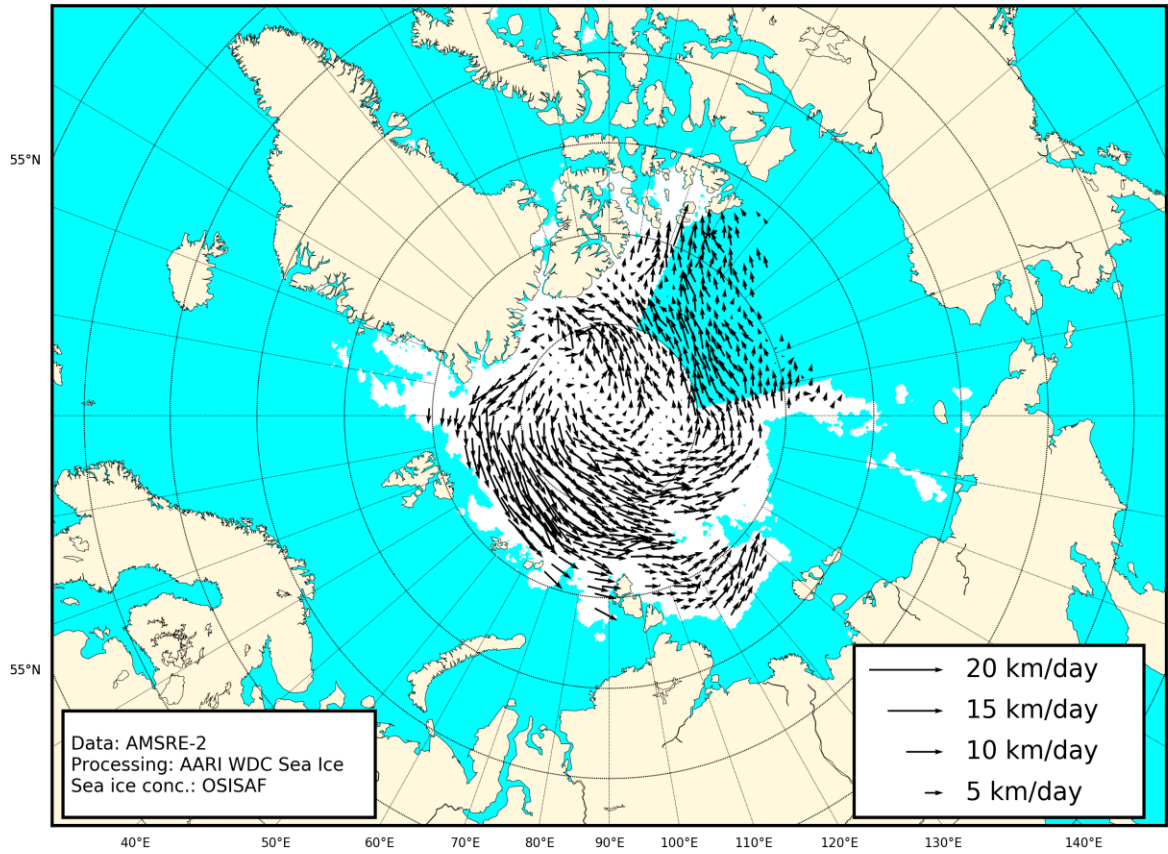 55°N
55°N
20 km/day
15 km/day
10 km/day
5 km/day
Data: AMSRE-2
Processing: AARI WDC Sea Ice
Sea ice conc.: OSISAF
40°E 50°E 60°E 70°E 80°E 90°E 100°E 110°E 120°E 130°E 140°E